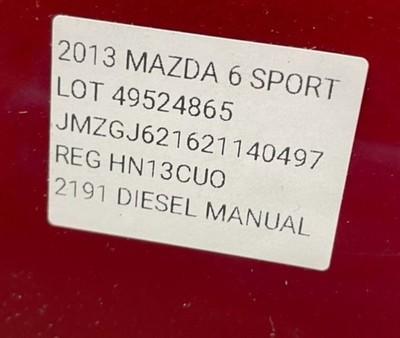 2013 MAZDA 6 SPORT
LOT 49524865
JMZGJ621621140497
REG HN13CUO
2191 DIESEL MANUAL